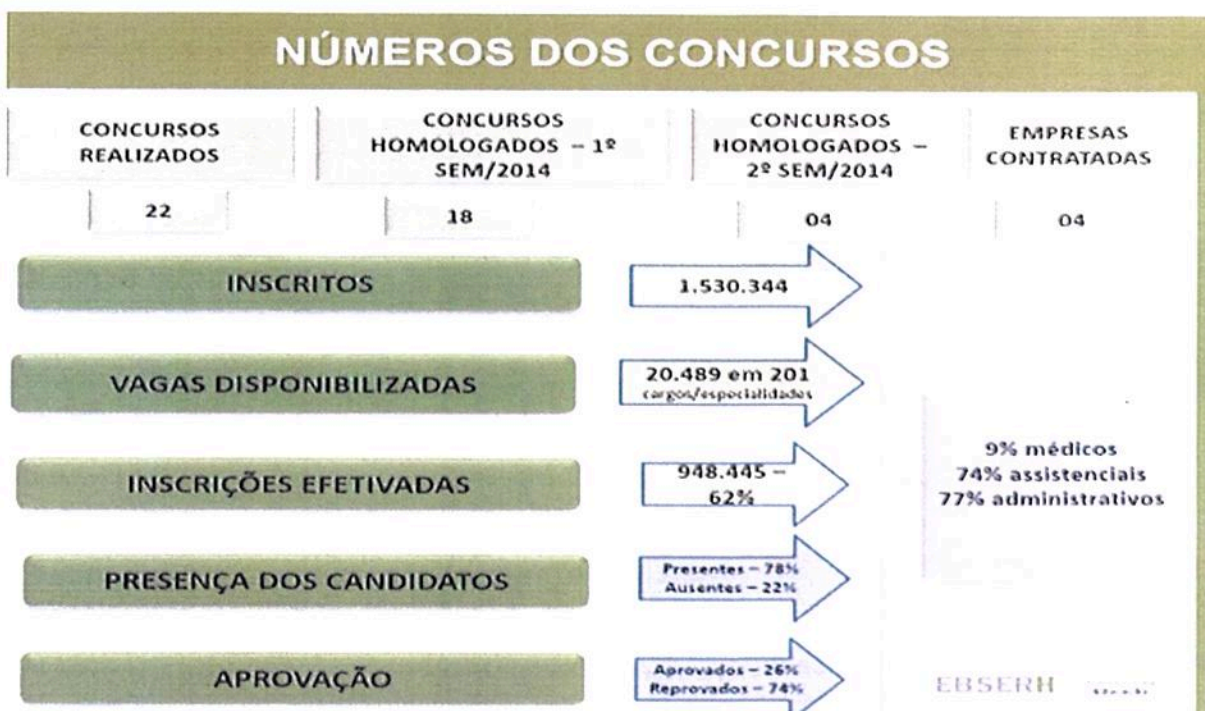 NÚMEROS DOS CONCURSOS
CONCURSOS
REALIZADOS
CONCURSOS
HOMOLOGADOS – 1º
SEM/2014
CONCURSOS
HOMOLOGADOS –
2º SEM/2014
EMPRESAS
CONTRATADAS
22
18
04
04
INSCRITOS
1.530.344
VAGAS DISPONIBILIZADAS
20.489 em 201
cargos/especialidades
INSCRIÇÕES EFETIVADAS
948.445 –
62%
9% médicos
74% assistenciais
77% administrativos
PRESENÇA DOS CANDIDATOS
Presentes – 78%
Ausentes – 22%
APROVAÇÃO
Aprovados – 26%
Reprovados – 74%
EBSERH